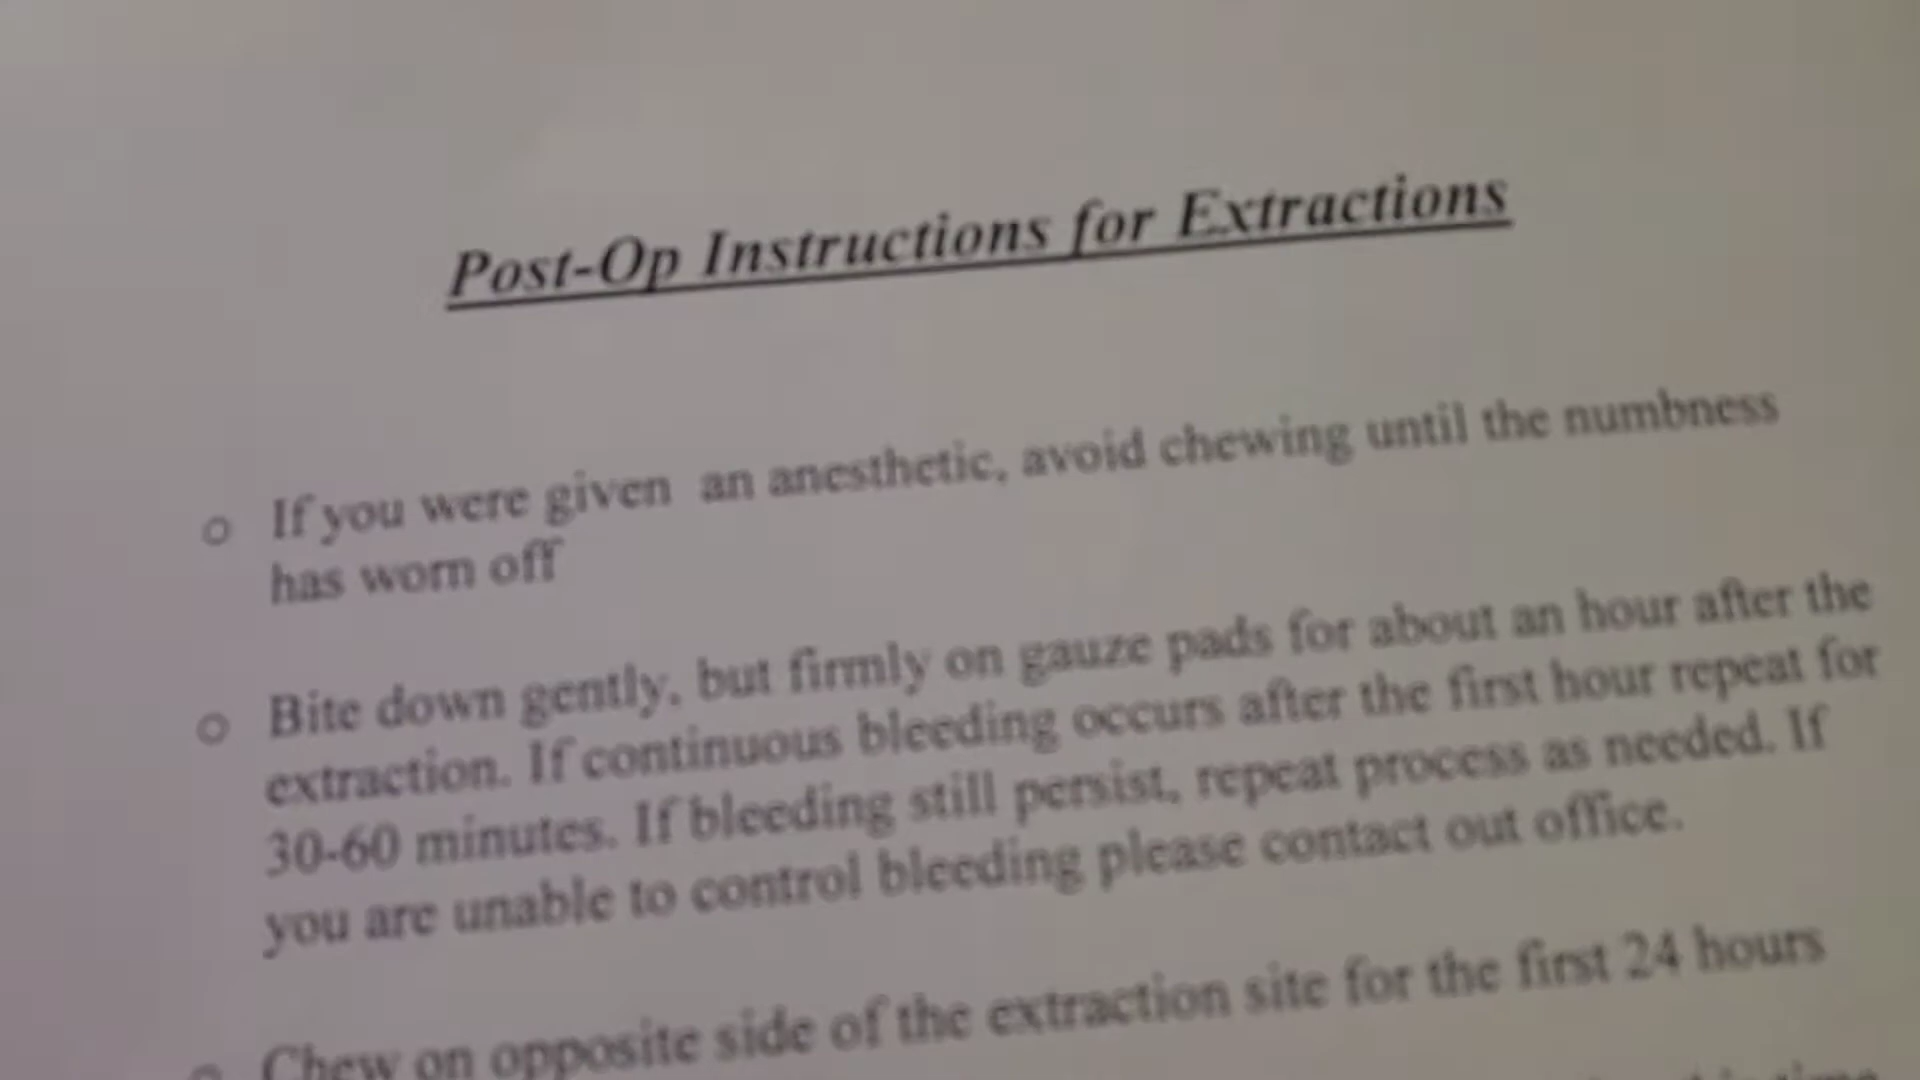 Post-Op Instructions for Extractions
o If you were given an anesthetic, avoid chewing until the numbness
has worn off
o Bite down gently, but firmly on gauze pads for about an hour after the
extraction. If continuous bleeding occurs after the first hour repeat for
30-60 minutes. If bleeding still persist, repeat process as needed. If
you are unable to control bleeding please contact out office.
o Chew on opposite side of the extraction site for the first 24 hours